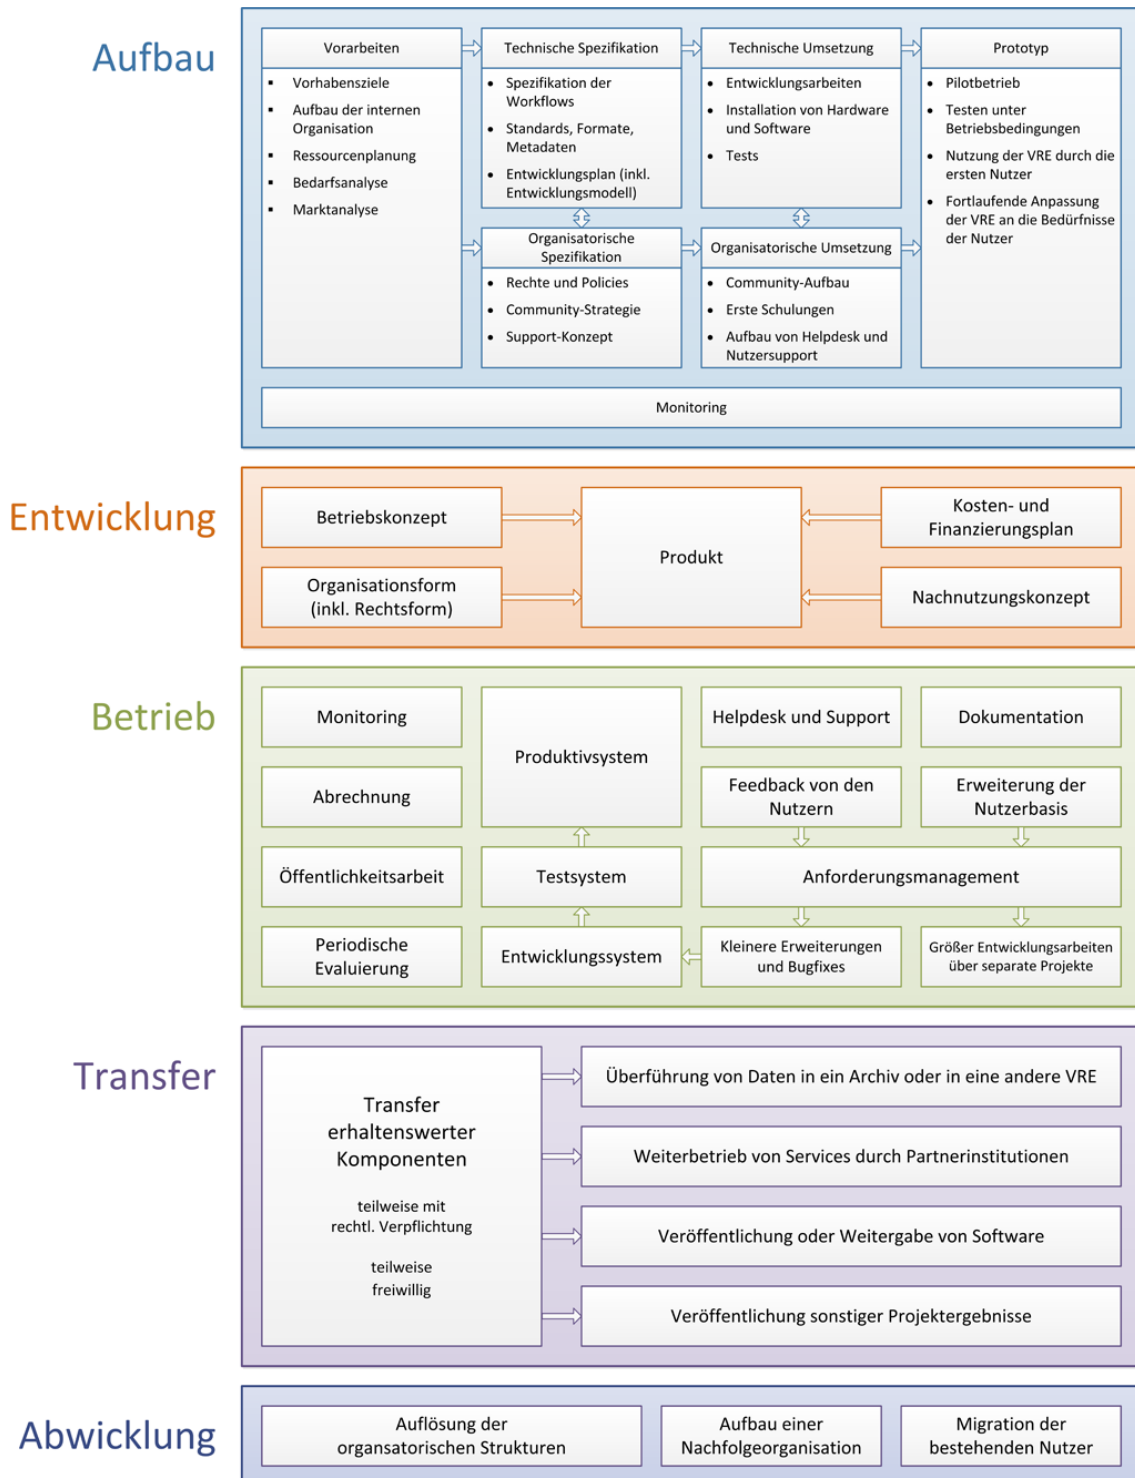 Aufbau
Vorarbeiten
▪ Vorhabensziele
▪ Aufbau der internen
Organisation
▪ Ressourcenplanung
▪ Bedarfsanalyse
▪ Marktanalyse
Technische Spezifikation
• Spezifikation der
Workflows
• Standards, Formate,
Metadaten
• Entwicklungsplan (inkl.
Entwicklungsmodell)
Technische Umsetzung
• Entwicklungsarbeiten
• Installation von Hardware
und Software
• Tests
Prototyp
• Pilotbetrieb
• Testen unter
Betriebsbedingungen
• Nutzung der VRE durch die
ersten Nutzer
• Fortlaufende Anpassung
der VRE an die Bedürfnisse
der Nutzer
Organisatorische
Spezifikation
• Rechte und Policies
• Community-Strategie
• Support-Konzept
Organisatorische Umsetzung
• Community-Aufbau
• Erste Schulungen
• Aufbau von Helpdesk und
Nutzersupport
Monitoring
Entwicklung
Betriebskonzept
Organisationsform
(inkl. Rechtsform)
Produkt
Kosten- und
Finanzierungsplan
Nachnutzungskonzept
Betrieb
Monitoring
Produktivsystem
Helpdesk und Support
Dokumentation
Abrechnung
Feedback von den
Nutzern
Erweiterung der
Nutzerbasis
Öffentlichkeitsarbeit
Testsystem
Anforderungsmanagement
Periodische
Evaluierung
Entwicklungssystem
Kleinere Erweiterungen
und Bugfixes
Größer Entwicklungsarbeiten
über separate Projekte
Transfer
Transfer
erhaltenswerter
Komponenten
teilweise mit
rechtl. Verpflichtung
teilweise
freiwillig
Überführung von Daten in ein Archiv oder in eine andere VRE
Weiterbetrieb von Services durch Partnerinstitutionen
Veröffentlichung oder Weitergabe von Software
Veröffentlichung sonstiger Projektergebnisse
Abwicklung
Auflösung der
organsatorischen Strukturen
Aufbau einer
Nachfolgeorganisation
Migration der
bestehenden Nutzer